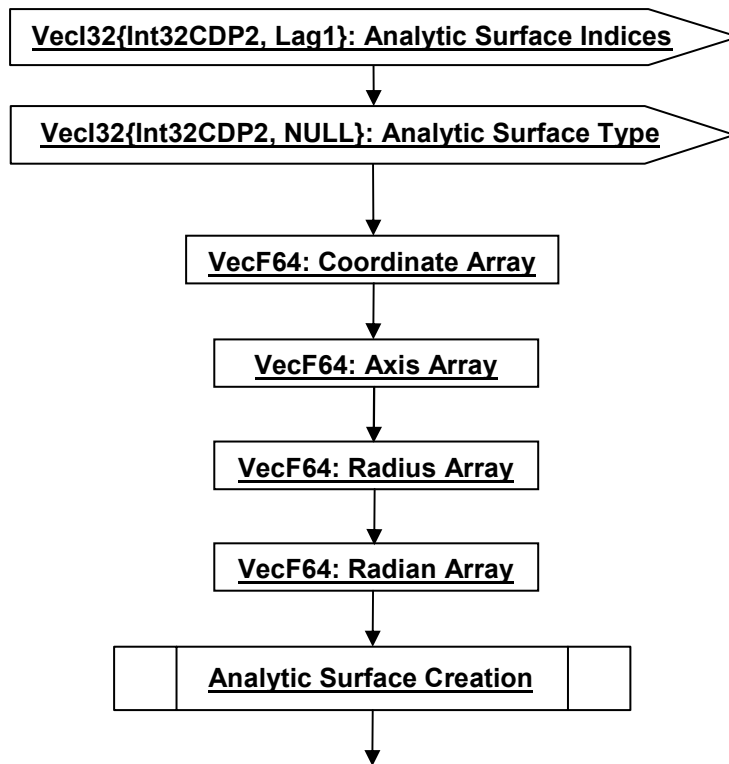 VecI32{Int32CDP2, Lag1}: Analytic Surface Indices
VecI32{Int32CDP2, NULL}: Analytic Surface Type
VecF64: Coordinate Array
VecF64: Axis Array
VecF64: Radius Array
VecF64: Radian Array
Analytic Surface Creation